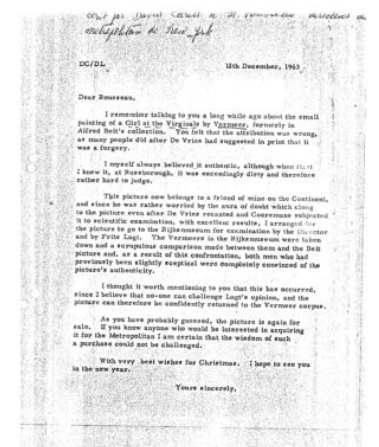 écrit par David Carritt à M. Rousseau
metropolitan de New York
DC/DL
12th December, 1963
Dear Rousseau,
I remember talking to you a long while ago about the small
painting of a Girl at the Virginals by Vermeer, formerly in
Alfred Beit's collection. You felt that the attribution was wrong,
as many people did after De Vries had suggested in print that it
was a forgery.
I myself always believed it authentic, although when first
I knew it, at Russborough, it was exceedingly dirty and therefore
rather hard to judge.
This picture now belongs to a friend of mine on the Continent,
and since he was rather worried by the aura of doubt which clung
to the picture even after De Vries recanted and Cooremans subjected
it to scientific examination, with excellent results, I arranged for
the picture to go to the Rijksmuseum for examination by the Director
and by Frits Lugt. The Vermeers in the Rijksmuseum were taken
down and a scrupulous comparison made between them and the Beit
picture and, as a result of this confrontation, both men who had
previously been slightly sceptical were completely convinced of the
picture's authenticity.
I thought it worth mentioning to you that this has occurred,
since I believe that no-one can challenge Lugt's opinion, and the
picture can therefore be confidently returned to the Vermeer corpus.
As you have probably guessed, the picture is again for
sale. If you know anyone who would be interested in acquiring
it for the Metropolitan I am certain that the wisdom of such
a purchase could not be challenged.
With very best wishes for Christmas. I hope to see you
in the new year.
Yours sincerely,